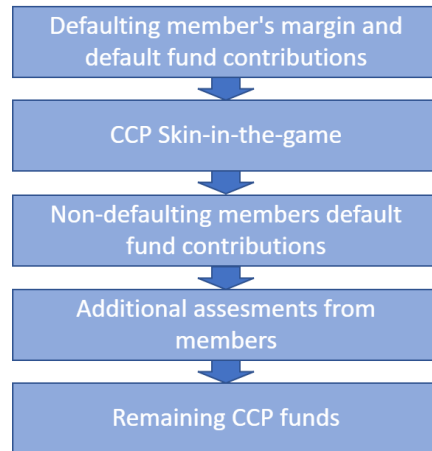 Defaulting member's margin and
default fund contributions
CCP Skin-in-the-game
Non-defaulting members default
fund contributions
Additional assesments from
members
Remaining CCP funds